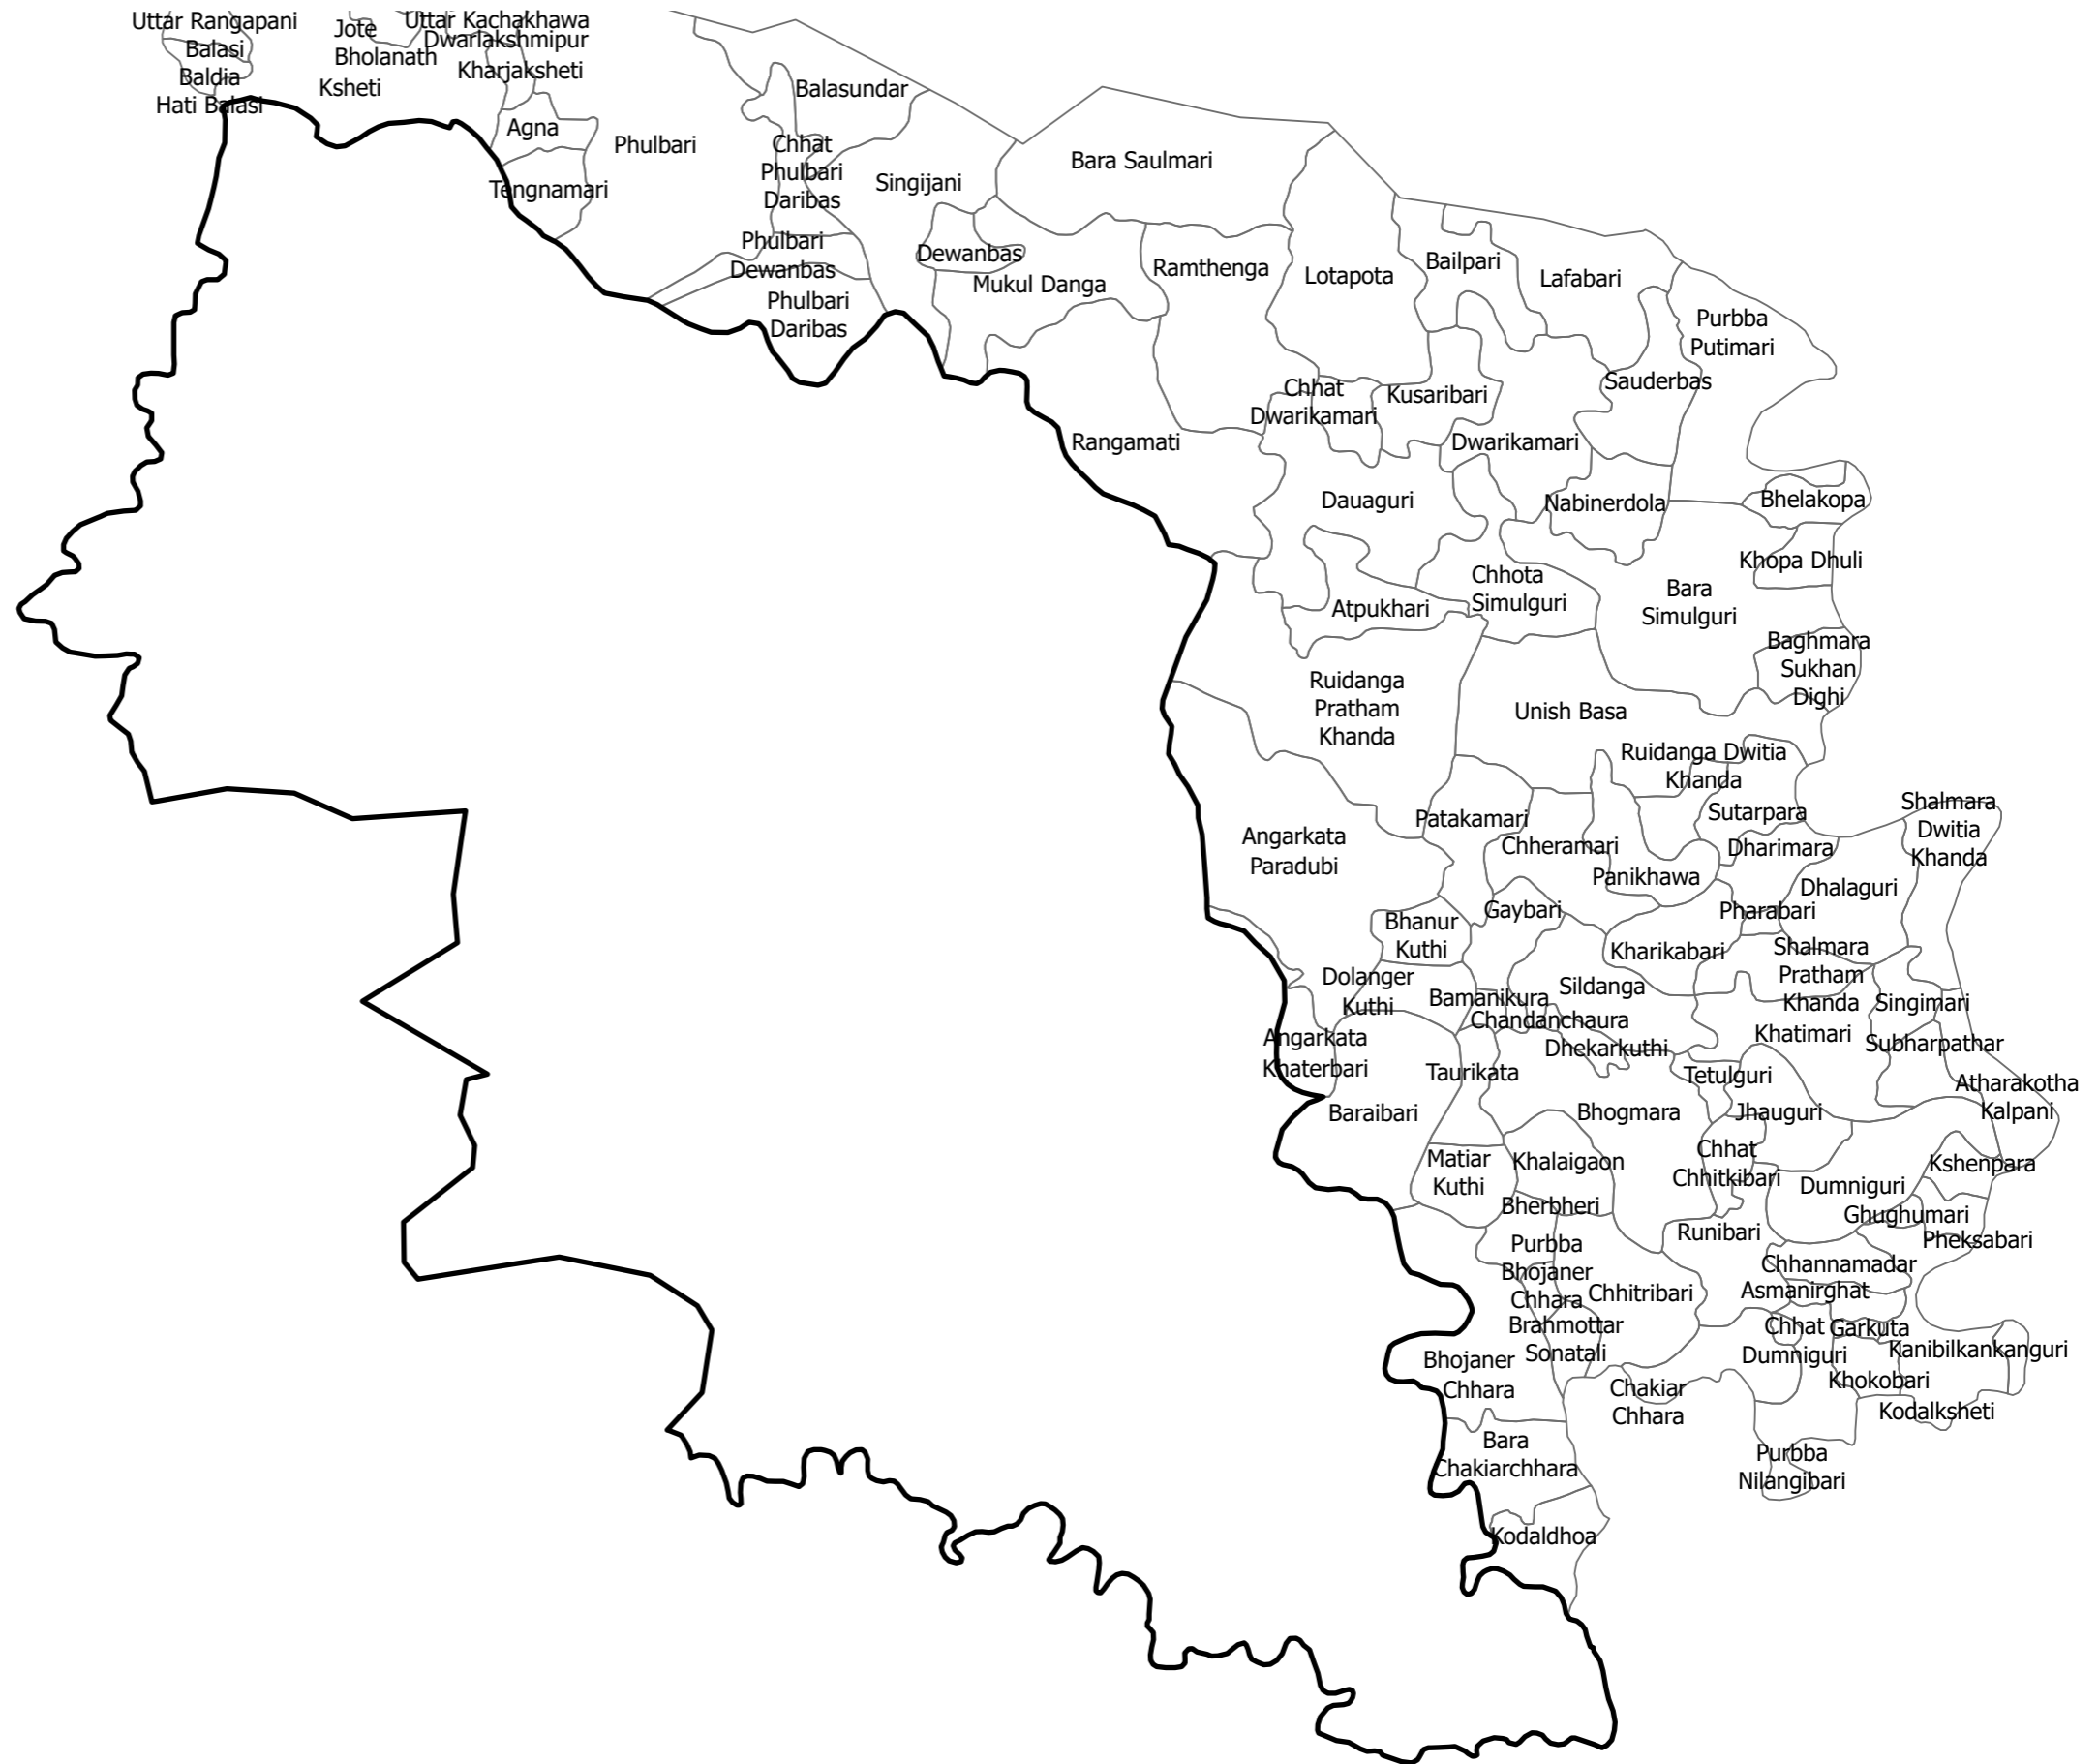 Uttar Rangapani
Balasi
Baldia
Hati Balasi
Jote
Bholanath
Ksheti
Uttar Kachakhawa
Dwarlakshmipur
Kharjaksheti
Agna
Tengnamari
Phulbari
Balasundar
Chhat
Phulbari
Daribas
Phulbari
Dewanbas
Phulbari
Daribas
Singijani
Dewanbas
Mukul Danga
Bara Saulmari
Ramthenga
Lotapota
Bailpari
Lafabari
Purbba
Putimari
Sauderbas
Chhat
Dwarikamari
Kusaribari
Dwarikamari
Rangamati
Dauaguri
Nabinerdola
Bhelakopa
Khopa Dhuli
Chhota
Simulguri
Bara
Simulguri
Atpukhari
Baghmara
Sukhan
Dighi
Ruidanga
Pratham
Khanda
Unish Basa
Ruidanga Dwitia
Khanda
Sutarpara
Shalmara
Dwitia
Khanda
Patakamari
Angarkata
Paradubi
Chheramari
Dharimara
Panikhawa
Dhalaguri
Gaybari
Pharabari
Bhanur
Kuthi
Kharikabari
Shalmara
Pratham
Khanda
Dolanger
Kuthi
Sildanga
Bamanikura
Singimari
Chandanchaura
Angarkata
Khaterbari
Dhekarkuthi
Khatimari
Subharpathar
Taurikata
Tetulguri
Atharakotha
Kalpani
Baraibari
Bhogmara
Jhauguri
Chhat
Chhitkibari
Matiar
Kuthi
Khalaigaon
Kshenpara
Dumniguri
Bherbheri
Ghughumari
Runibari
Pheksabari
Purbba
Bhojaner
Chhara
Chhannamadar
Chhitribari
Asmanirghat
Brahmottar
Sonatali
Chhat
Dumniguri
Garkuta
Kanibilkankanguri
Bhojaner
Chhara
Khokobari
Chakiar
Chhara
Kodalksheti
Bara
Chakiarchhara
Purbba
Nilangibari
Kodaldhoa